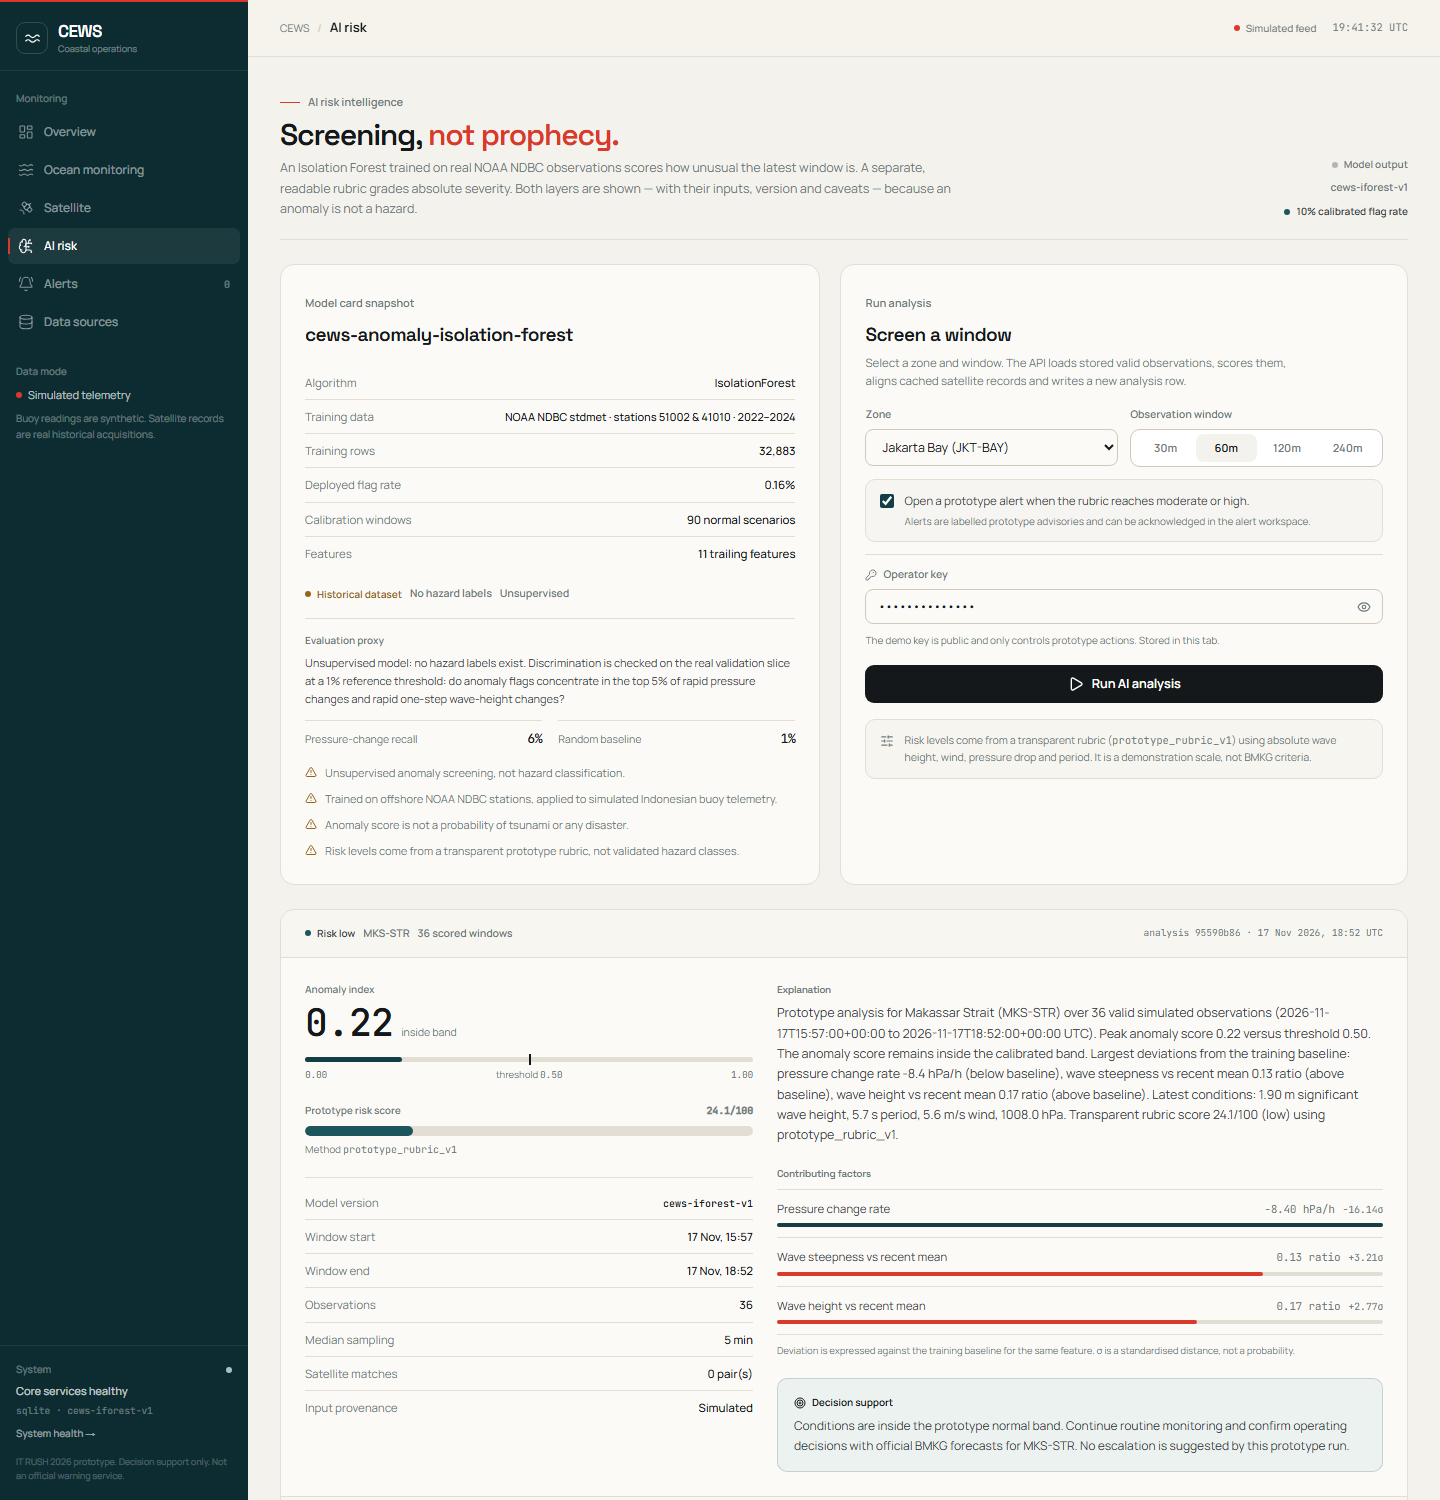 CEWS
Coastal operations
Monitoring
Overview
Ocean monitoring
Satellite
AI risk
Alerts 0
Data sources
Data mode
Simulated telemetry
Buoy readings are synthetic. Satellite records
are real historical acquisitions.
System
Core services healthy
sqlite · cews-iforest-v1
System health →
IT RUSH 2026 prototype. Decision support only. Not
an official warning service.
CEWS / AI risk
Simulated feed 19:41:32 UTC
AI risk intelligence
Screening, not prophecy.
An Isolation Forest trained on real NOAA NDBC observations scores how unusual the latest window is. A separate,
readable rubric grades absolute severity. Both layers are shown — with their inputs, version and caveats — because an
anomaly is not a hazard.
Model output
cews-iforest-v1
10% calibrated flag rate
Model card snapshot
cews-anomaly-isolation-forest
Algorithm IsolationForest
Training data NOAA NDBC stdmet · stations 51002 & 41010 · 2022–2024
Training rows 32,883
Deployed flag rate 0.16%
Calibration windows 90 normal scenarios
Features 11 trailing features
Historical dataset No hazard labels Unsupervised
Evaluation proxy
Unsupervised model: no hazard labels exist. Discrimination is checked on the real validation slice
at a 1% reference threshold: do anomaly flags concentrate in the top 5% of rapid pressure
changes and rapid one-step wave-height changes?
Pressure-change recall 6% Random baseline 1%
Unsupervised anomaly screening, not hazard classification.
Trained on offshore NOAA NDBC stations, applied to simulated Indonesian buoy telemetry.
Anomaly score is not a probability of tsunami or any disaster.
Risk levels come from a transparent prototype rubric, not validated hazard classes.
Run analysis
Screen a window
Select a zone and window. The API loads stored valid observations, scores them,
aligns cached satellite records and writes a new analysis row.
Zone Observation window
Jakarta Bay (JKT-BAY) 30m 60m 120m 240m
Open a prototype alert when the rubric reaches moderate or high.
Alerts are labelled prototype advisories and can be acknowledged in the alert workspace.
Operator key
••••••••••••••
The demo key is public and only controls prototype actions. Stored in this tab.
Run AI analysis
Risk levels come from a transparent rubric (prototype_rubric_v1) using absolute wave
height, wind, pressure drop and period. It is a demonstration scale, not BMKG criteria.
Risk low MKS-STR 36 scored windows
analysis 95590b86 · 17 Nov 2026, 18:52 UTC
Anomaly index
0.22 inside band
0.00 threshold 0.50 1.00
Prototype risk score 24.1/100
Method prototype_rubric_v1
Model version cews-iforest-v1
Window start 17 Nov, 15:57
Window end 17 Nov, 18:52
Observations 36
Median sampling 5 min
Satellite matches 0 pair(s)
Input provenance Simulated
Explanation
Prototype analysis for Makassar Strait (MKS-STR) over 36 valid simulated observations (2026-11-
17T15:57:00+00:00 to 2026-11-17T18:52:00+00:00 UTC). Peak anomaly score 0.22 versus threshold 0.50.
The anomaly score remains inside the calibrated band. Largest deviations from the training baseline:
pressure change rate -8.4 hPa/h (below baseline), wave steepness vs recent mean 0.13 ratio (above
baseline), wave height vs recent mean 0.17 ratio (above baseline). Latest conditions: 1.90 m significant
wave height, 5.7 s period, 5.6 m/s wind, 1008.0 hPa. Transparent rubric score 24.1/100 (low) using
prototype_rubric_v1.
Contributing factors
Pressure change rate -8.40 hPa/h -16.14σ
Wave steepness vs recent mean 0.13 ratio +3.21σ
Wave height vs recent mean 0.17 ratio +2.77σ
Deviation is expressed against the training baseline for the same feature. σ is a standardised distance, not a probability.
Decision support
Conditions are inside the prototype normal band. Continue routine monitoring and confirm operating
decisions with official BMKG forecasts for MKS-STR. No escalation is suggested by this prototype run.